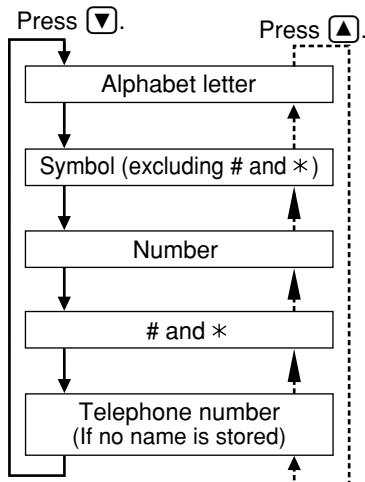 Press ▼.
Press ▲.
Alphabet letter
Symbol (excluding # and ✳)
Number
# and ✳
Telephone number
(If no name is stored)